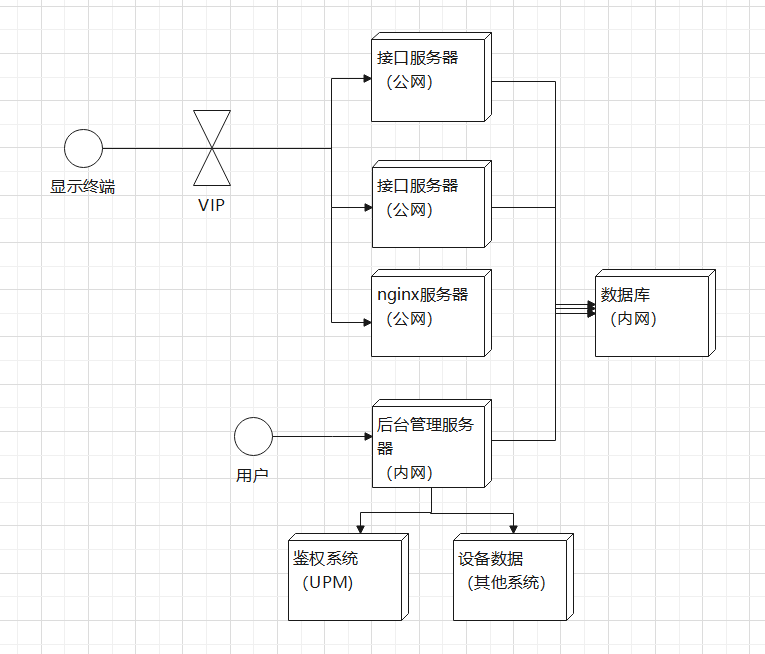 接口服务器
（公网）
显示终端
VIP
接口服务器
（公网）
nginx服务器
（公网）
数据库
（内网）
用户
后台管理服务
器
（内网）
鉴权系统
（UPM）
设备数据
（其他系统）